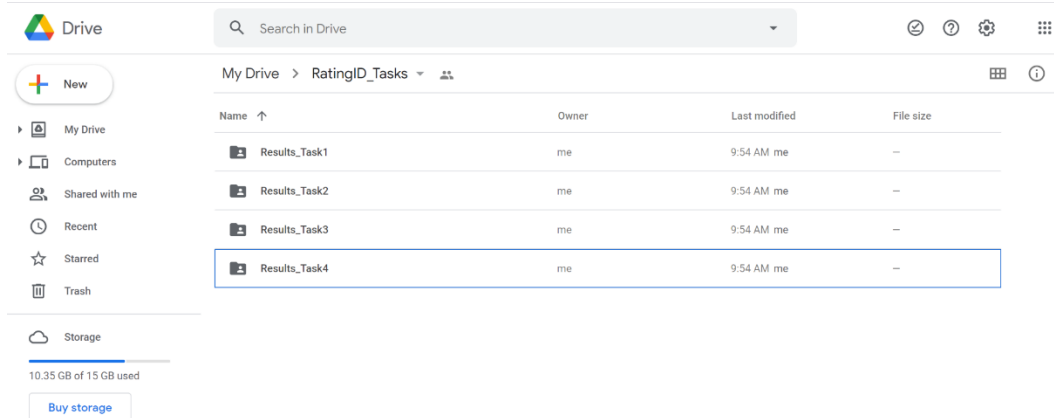 Drive
Search in Drive
New
My Drive
Computers
Shared with me
Recent
Starred
Trash
Storage
10.35 GB of 15 GB used
Buy storage
My Drive > RatingID_Tasks
Name Owner Last modified File size
Results_Task1 me 9:54 AM me —
Results_Task2 me 9:54 AM me —
Results_Task3 me 9:54 AM me —
Results_Task4 me 9:54 AM me —